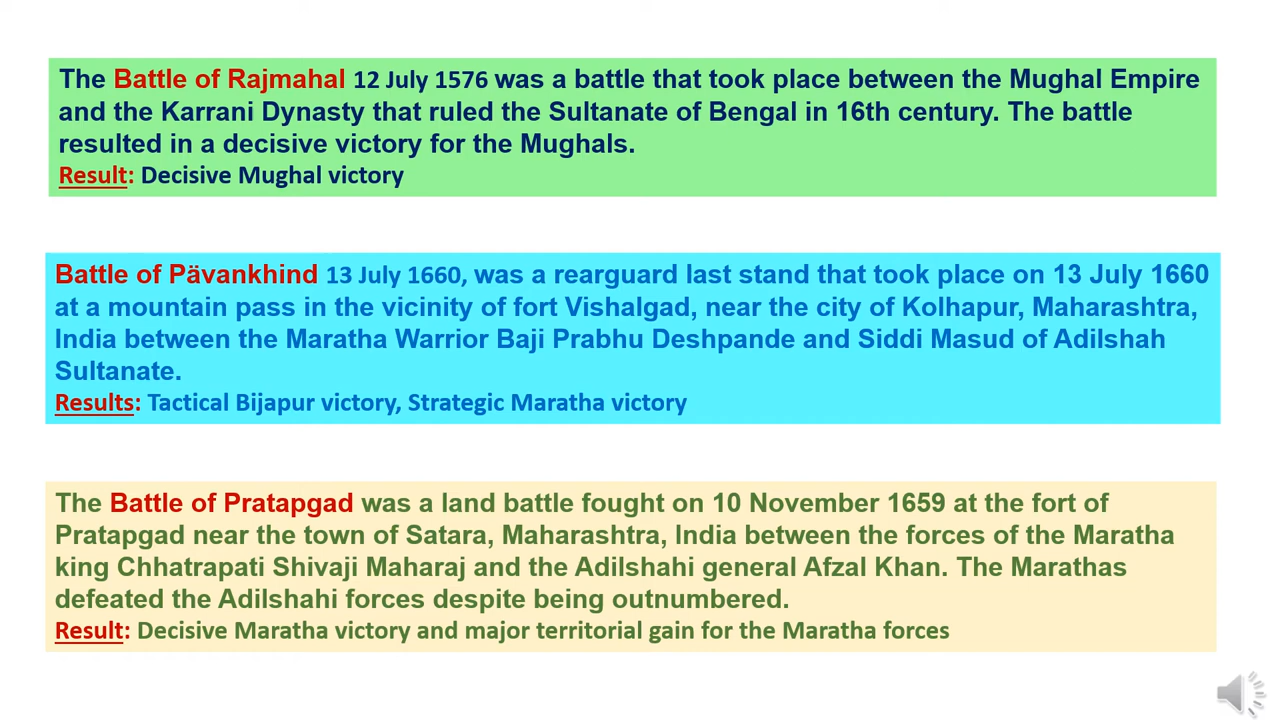 The Battle of Rajmahal 12 July 1576 was a battle that took place between the Mughal Empire
and the Karrani Dynasty that ruled the Sultanate of Bengal in 16th century. The battle
resulted in a decisive victory for the Mughals.
Result: Decisive Mughal victory
Battle of Pävankhind 13 July 1660, was a rearguard last stand that took place on 13 July 1660
at a mountain pass in the vicinity of fort Vishalgad, near the city of Kolhapur, Maharashtra,
India between the Maratha Warrior Baji Prabhu Deshpande and Siddi Masud of Adilshah
Sultanate.
Results: Tactical Bijapur victory, Strategic Maratha victory
The Battle of Pratapgad was a land battle fought on 10 November 1659 at the fort of
Pratapgad near the town of Satara, Maharashtra, India between the forces of the Maratha
king Chhatrapati Shivaji Maharaj and the Adilshahi general Afzal Khan. The Marathas
defeated the Adilshahi forces despite being outnumbered.
Result: Decisive Maratha victory and major territorial gain for the Maratha forces